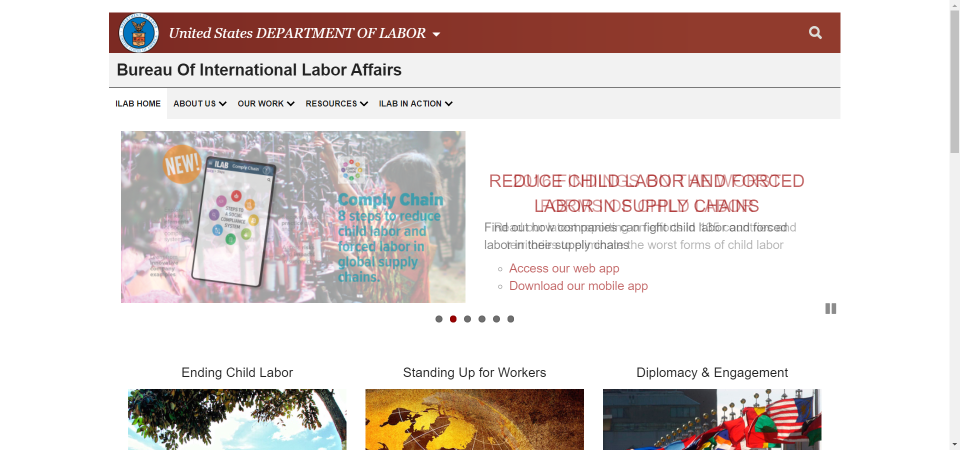 United States DEPARTMENT OF LABOR
Bureau Of International Labor Affairs
ILAB HOME ABOUT US OUR WORK RESOURCES ILAB IN ACTION
NEW!
ILAB Comply Chain
Comply Chain
8 steps to reduce
child labor and
forced labor in
global supply
chains.
REDUCE CHILD LABOR AND FORCED
LABOR IN SUPPLY CHAINS
Find out how companies can fight child labor and forced
labor in their supply chains
the worst forms of child labor
Access our web app
Download our mobile app
Ending Child Labor
Standing Up for Workers
Diplomacy & Engagement